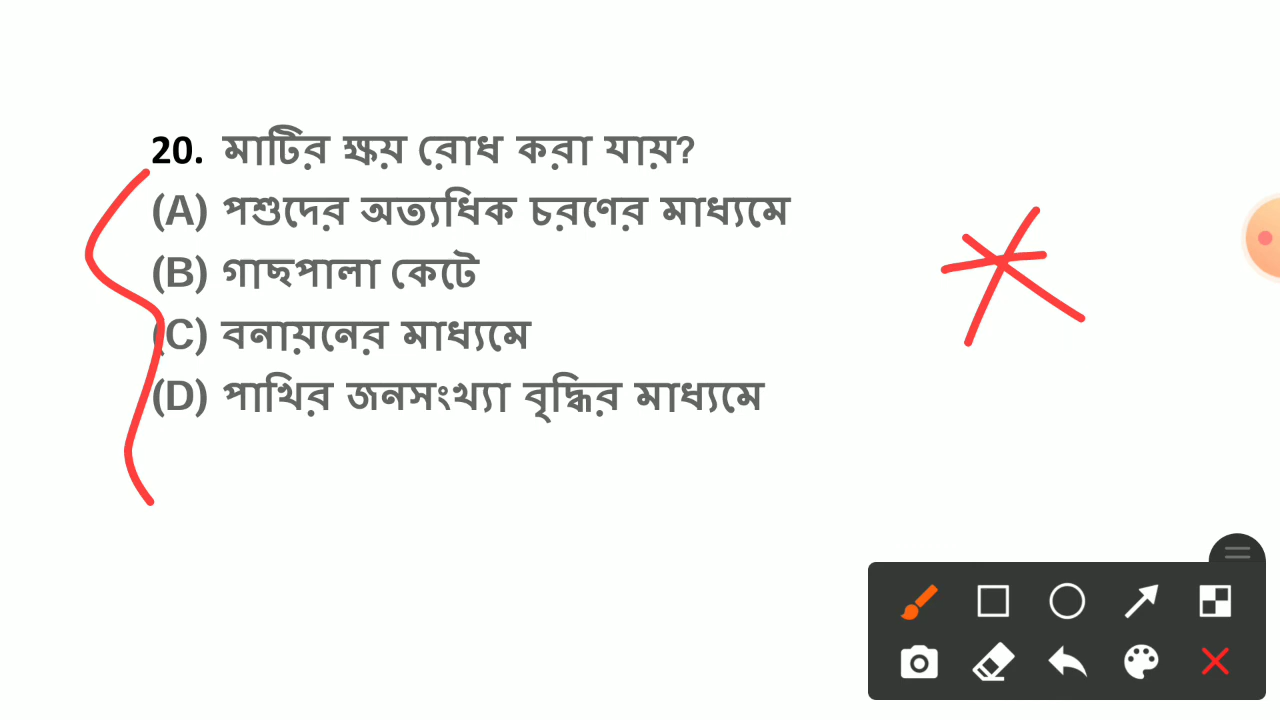 20. মাটির ক্ষয় রোধ করা যায়?
(A) পশুদের অত্যধিক চরণের মাধ্যমে
(B) গাছপালা কেটে
(C) বনায়নের মাধ্যমে
(D) পাখির জনসংখ্যা বৃদ্ধির মাধ্যমে